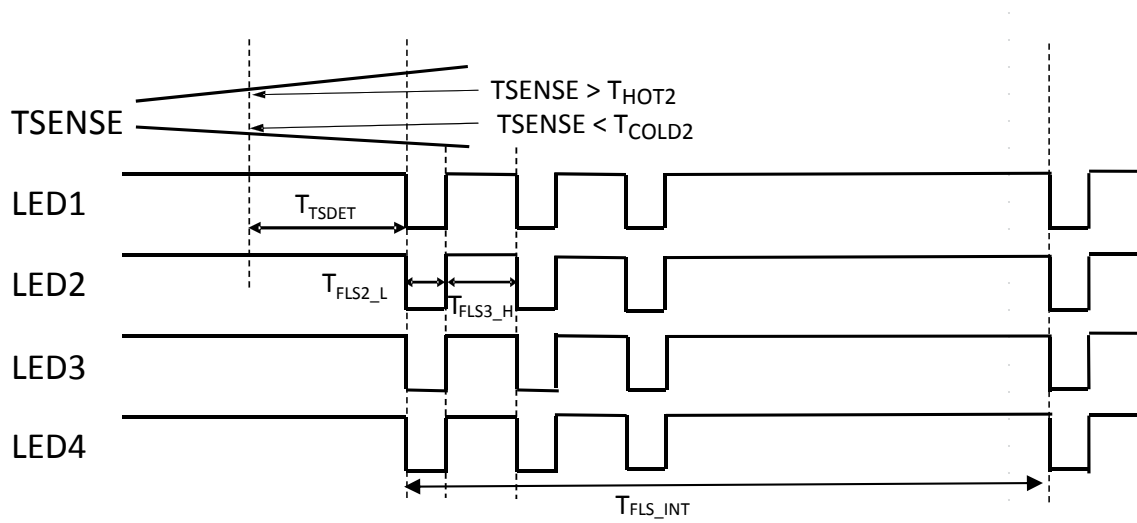 TSENSE > THOT2
TSENSE
TSENSE < TCOLD2
LED1
TTSDET
LED2
TFLS2_L
TFLS3_H
LED3
LED4
TFLS_INT